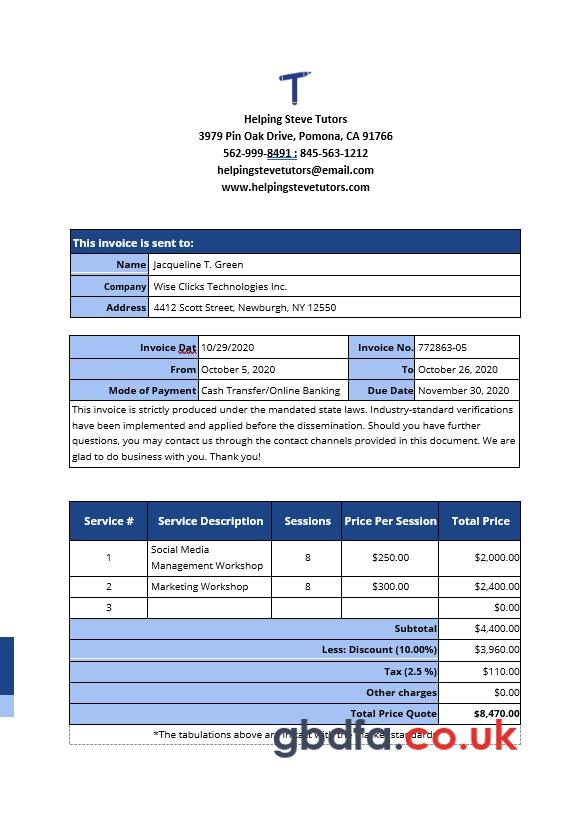 T
Helping Steve Tutors
3979 Pin Oak Drive, Pomona, CA 91766
562-999-8491 ; 845-563-1212
helpingstevetutors@email.com
www.helpingstevetutors.com
This invoice is sent to:
Name Jacqueline T. Green
Company Wise Clicks Technologies Inc.
Address 4412 Scott Street, Newburgh, NY 12550
Invoice Dat 10/29/2020 Invoice No. 772863-05
From October 5, 2020 To October 26, 2020
Mode of Payment Cash Transfer/Online Banking Due Date November 30, 2020
This invoice is strictly produced under the mandated state laws. Industry-standard verifications
have been implemented and applied before the dissemination. Should you have further
questions, you may contact us through the contact channels provided in this document. We are
glad to do business with you. Thank you!
Service # Service Description Sessions Price Per Session Total Price
1 Social Media
Management Workshop 8 $250.00 $2,000.00
2 Marketing Workshop 8 $300.00 $2,400.00
3 $0.00
Subtotal $4,400.00
Less: Discount (10.00%) $3,960.00
Tax (2.5 %) $110.00
Other charges $0.00
Total Price Quote $8,470.00
*The tabulations above are intact with the market standard
gbdfa.co.uk